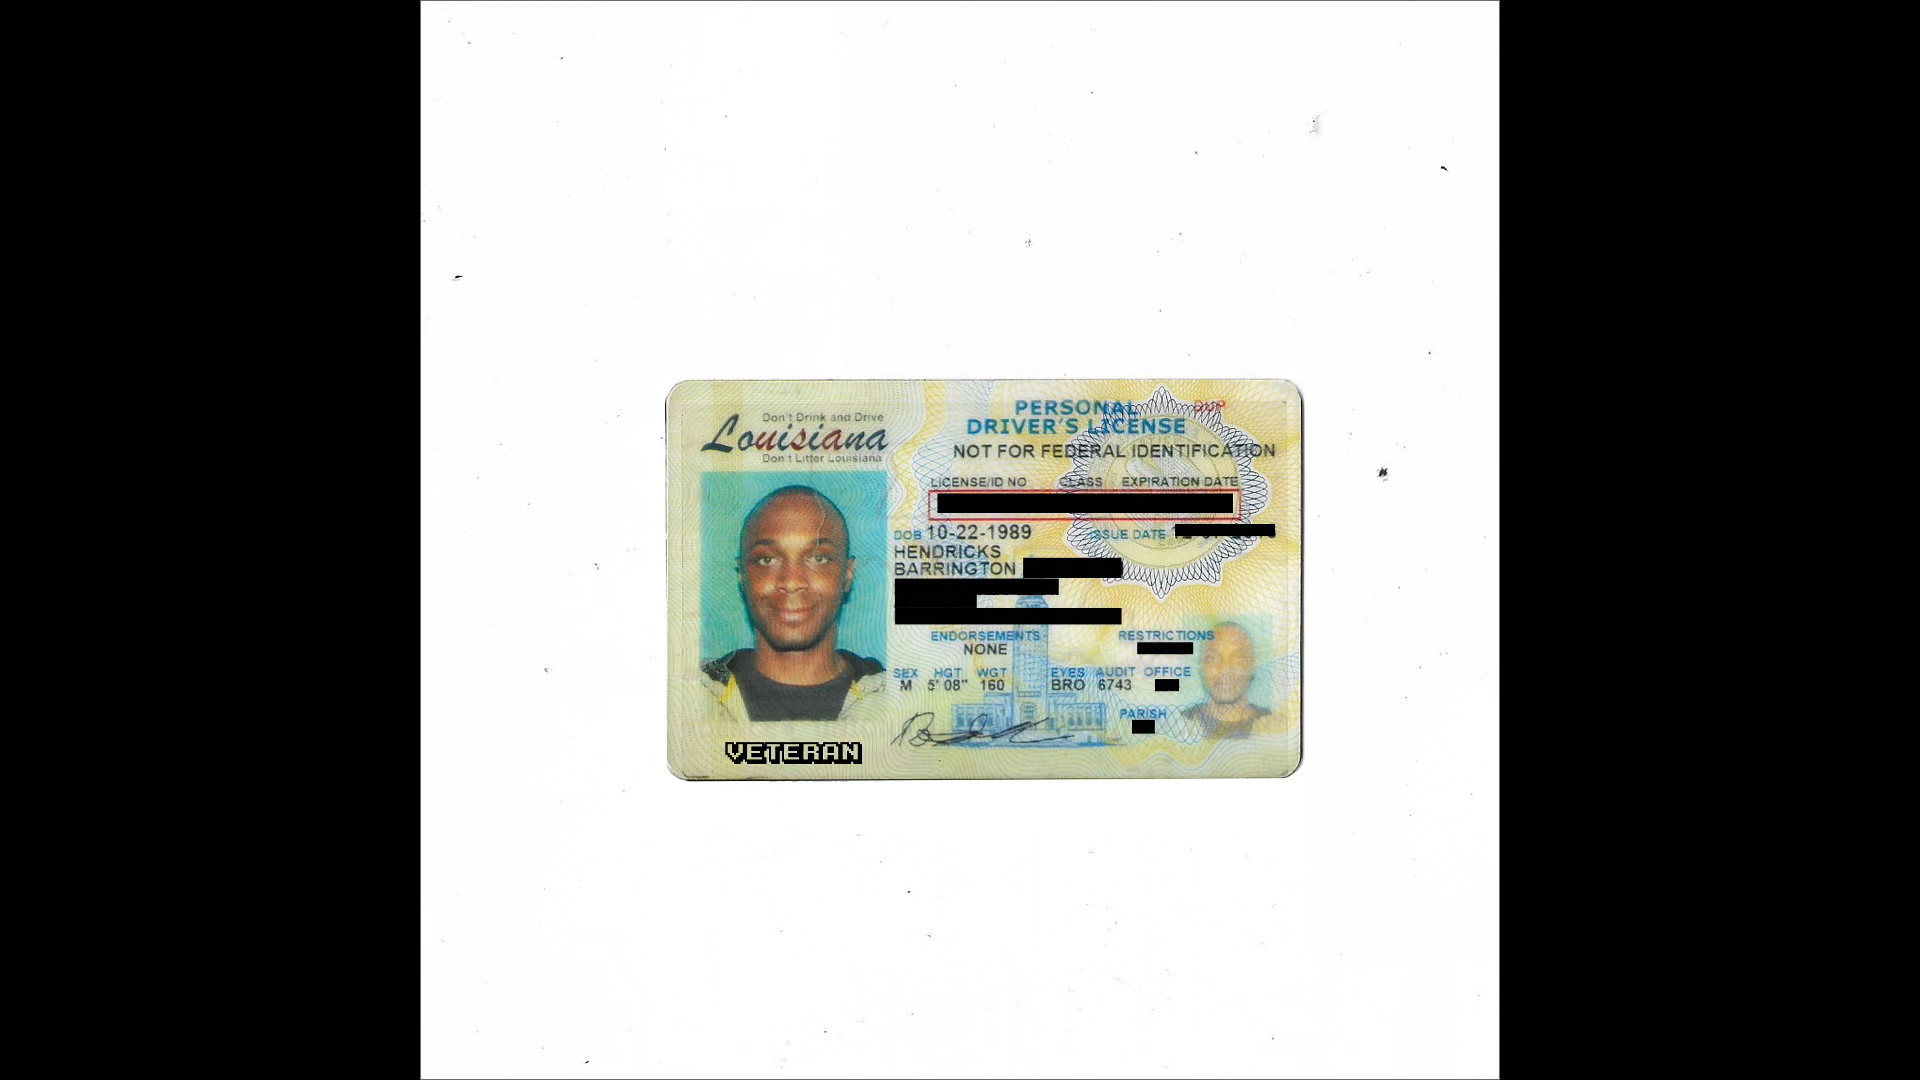 Don't Drink and Drive
Louisiana
Don't Litter Louisiana
PERSONAL
DRIVER'S LICENSE
DUP
NOT FOR FEDERAL IDENTIFICATION
LICENSE/ID NO CLASS EXPIRATION DATE
DOB 10-22-1989 ISSUE DATE
HENDRICKS
BARRINGTON
ENDORSEMENTS RESTRICTIONS
NONE
SEX HGT WGT EYES AUDIT OFFICE
M 5'08" 160 BRO 6743
PARISH
VETERAN